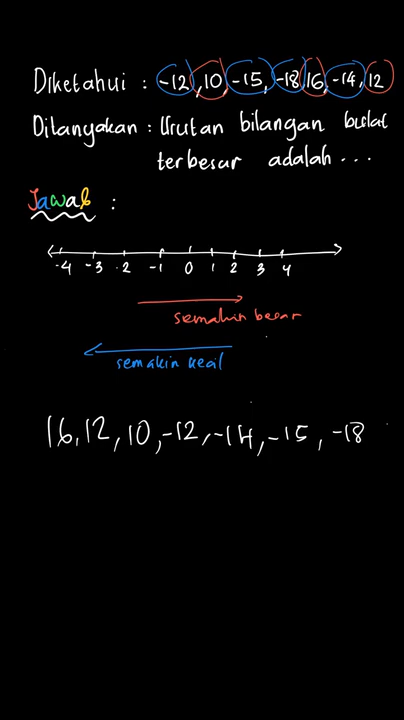 Diketahui : -12, 10, -15, -18, 16, -14, 12
Ditanyakan : Urutan bilangan bulat
terbesar adalah ...
Jawab :
-4 -3 -2 -1 0 1 2 3 4
semakin besar
semakin kecil
16, 12, 10, -12, -14, -15, -18